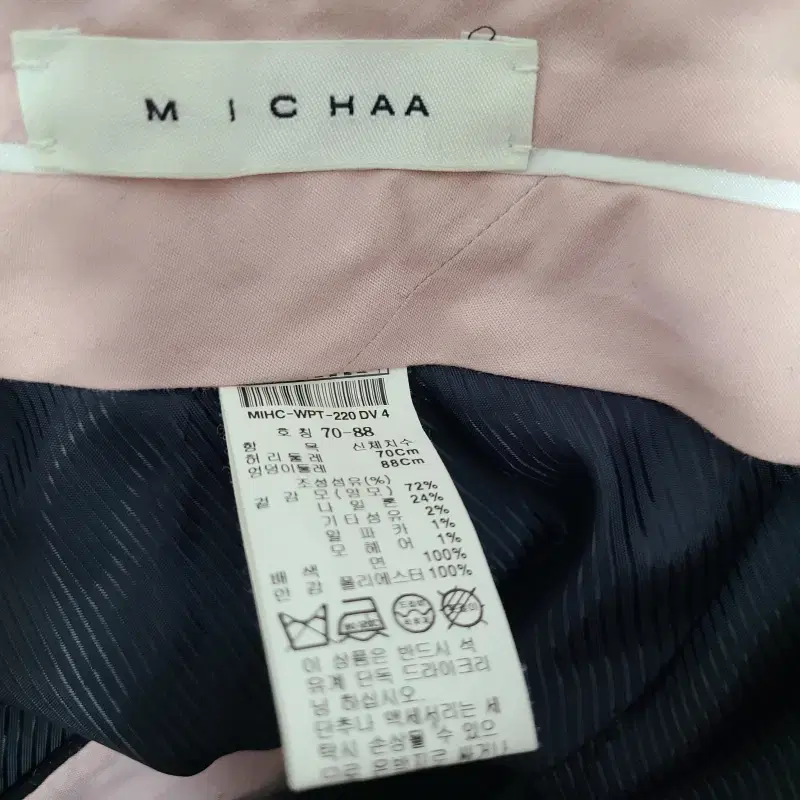 MICHAA
MIHC-WPT-220 DV 4
호 칭 70-88
항 목 신체치수
허리둘레 70Cm
엉덩이둘레 88Cm
조성섬유(%)
겉 감 모(양모) 72%
나 일 론 24%
기타섬유 2%
알 파 카 1%
모 헤 어 1%
배 색 면 100%
안 감 폴리에스터 100%
드라이
이 상품은 반드시 석
유계 단독 드라이크리
닝 하십시오.
단추나 액세서리는 세
탁시 손상될 수 있으
므로